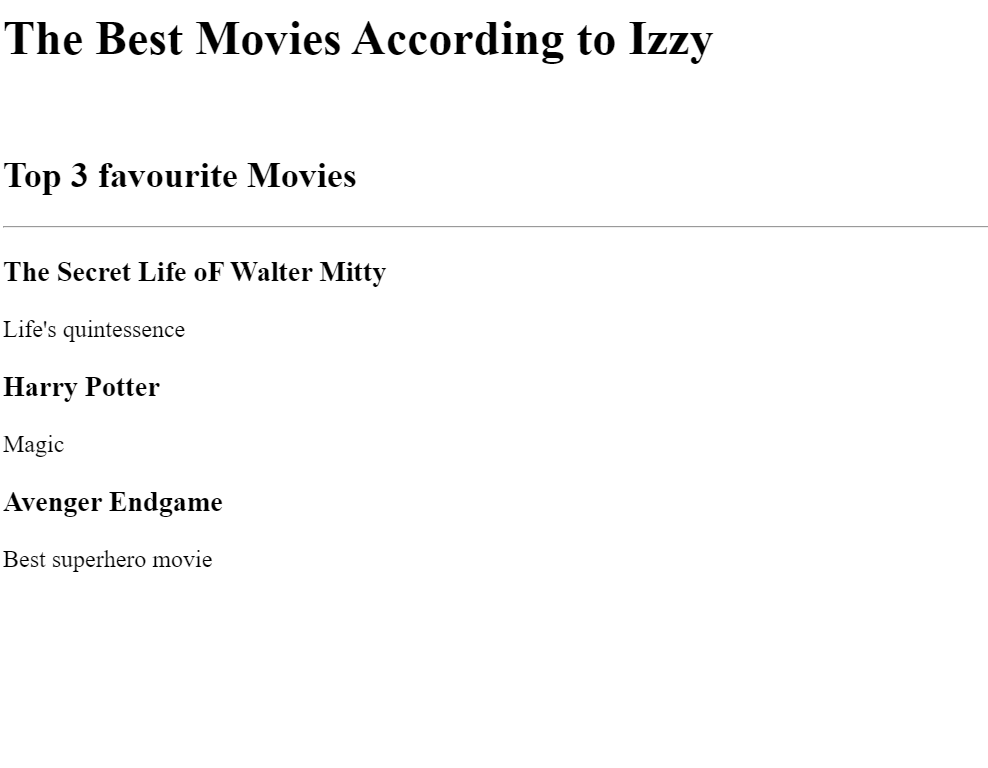 The Best Movies According to Izzy
Top 3 favourite Movies
The Secret Life oF Walter Mitty
Life's quintessence
Harry Potter
Magic
Avenger Endgame
Best superhero movie